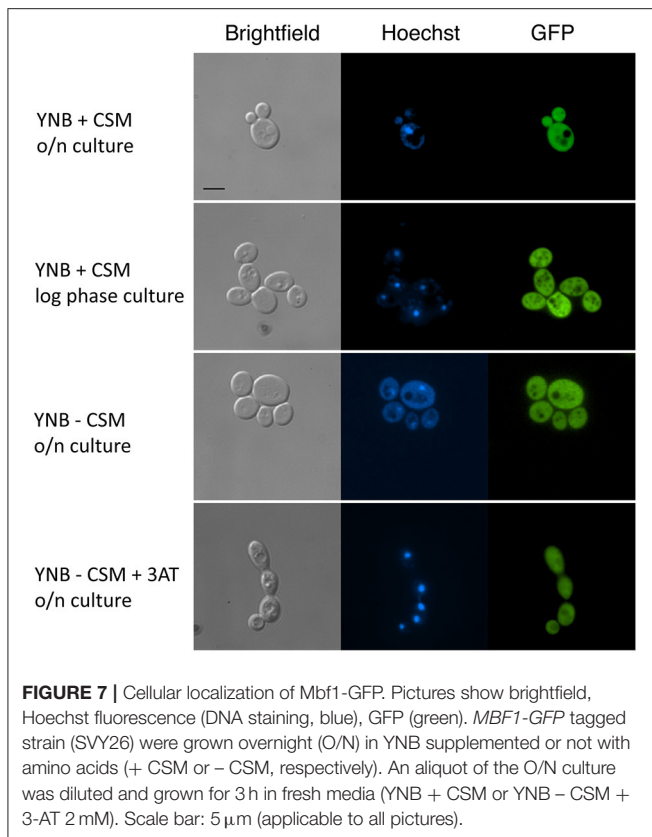 Brightfield Hoechst GFP
YNB + CSM
o/n culture
YNB + CSM
log phase culture
YNB - CSM
o/n culture
YNB - CSM + 3AT
o/n culture
FIGURE 7 | Cellular localization of Mbf1-GFP. Pictures show brightfield,
Hoechst fluorescence (DNA staining, blue), GFP (green). MBF1-GFP tagged
strain (SVY26) were grown overnight (O/N) in YNB supplemented or not with
amino acids (+ CSM or – CSM, respectively). An aliquot of the O/N culture
was diluted and grown for 3 h in fresh media (YNB + CSM or YNB – CSM +
3-AT 2 mM). Scale bar: 5 μm (applicable to all pictures).